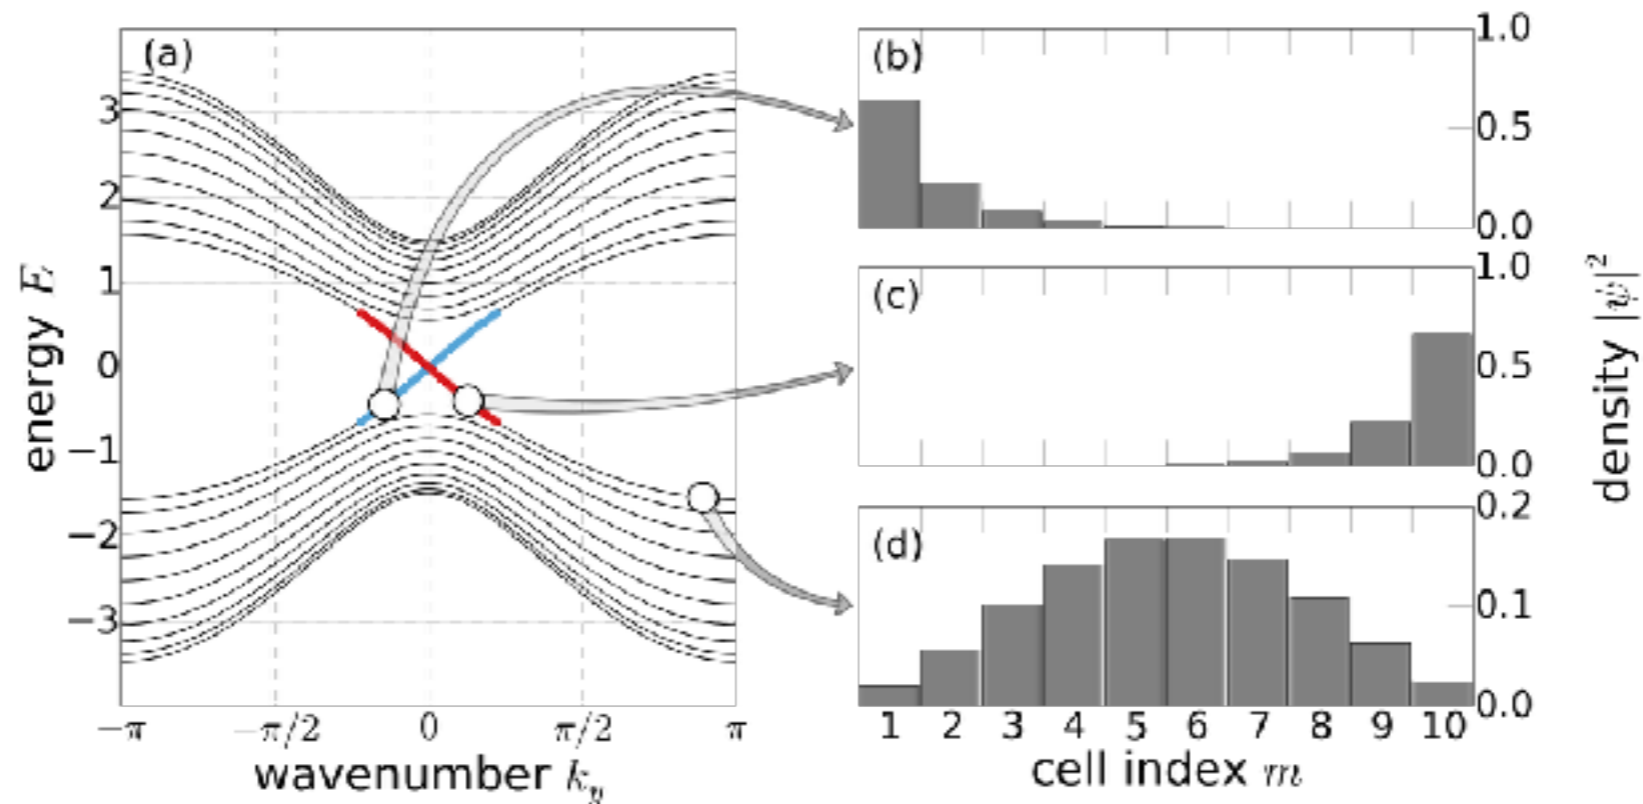 (a)
3
2
1
0
−1
−2
−3
energy E
−π
−π/2
0
π/2
π
wavenumber k_y
(b)
1.0
0.5
0.0
(c)
1.0
0.5
0.0
(d)
0.2
0.1
0.0
density |ψ|²
1 2 3 4 5 6 7 8 9 10
cell index m